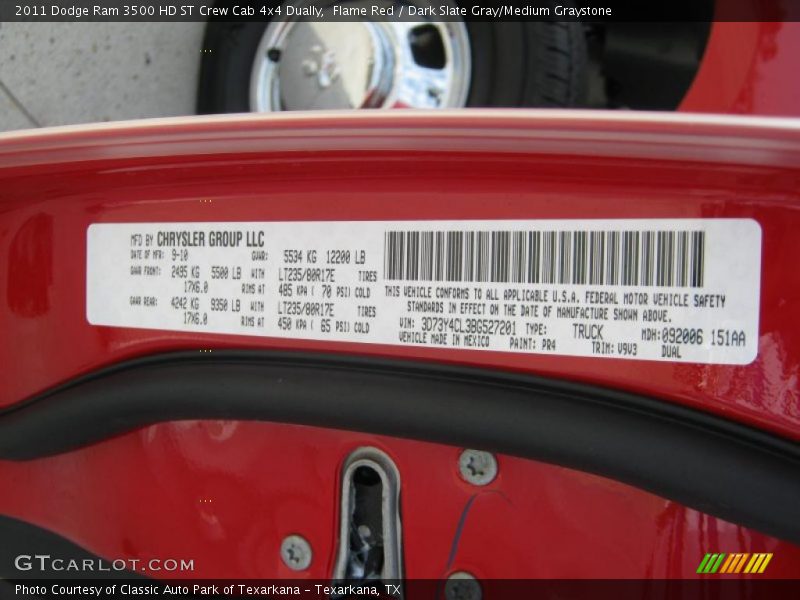 2011 Dodge Ram 3500 HD ST Crew Cab 4x4 Dually, Flame Red / Dark Slate Gray/Medium Graystone
MFD BY CHRYSLER GROUP LLC
DATE OF MFR: 9-10 GVWR: 5534 KG 12200 LB
GAWR FRONT: 2495 KG 5500 LB WITH LT235/80R17E TIRES
17X6.0 RIMS AT 485 KPA ( 70 PSI) COLD
GAWR REAR: 4242 KG 9350 LB WITH LT235/80R17E TIRES
17X6.0 RIMS AT 450 KPA ( 65 PSI) COLD
THIS VEHICLE CONFORMS TO ALL APPLICABLE U.S.A. FEDERAL MOTOR VEHICLE SAFETY
STANDARDS IN EFFECT ON THE DATE OF MANUFACTURE SHOWN ABOVE.
VIN: 3D73Y4CL3BG527201 TYPE: TRUCK MDH: 092006 151AA
VEHICLE MADE IN MEXICO PAINT: PR4 TRIM: V9V3 DUAL
GTCARLOT.COM
Photo Courtesy of Classic Auto Park of Texarkana - Texarkana, TX